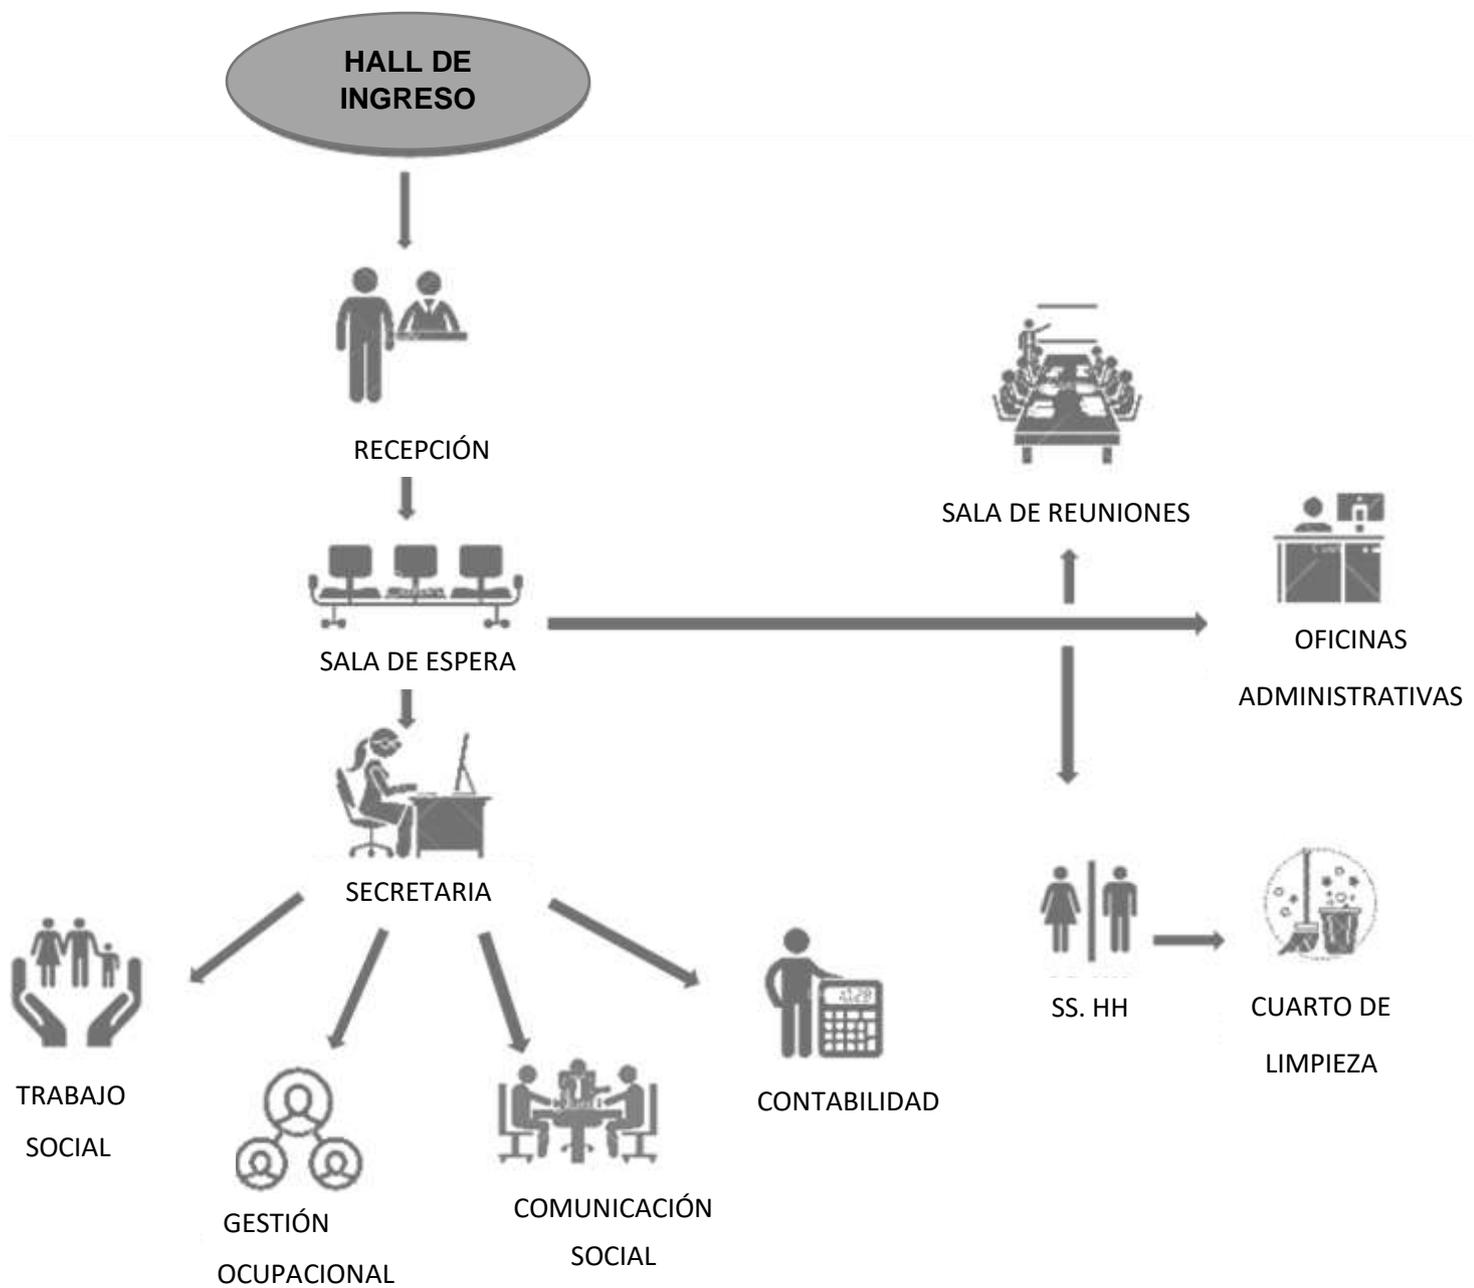 HALL DE
INGRESO
RECEPCIÓN
SALA DE REUNIONES
OFICINAS
ADMINISTRATIVAS
SALA DE ESPERA
SECRETARIA
SS. HH
CUARTO DE
LIMPIEZA
TRABAJO
SOCIAL
GESTIÓN
OCUPACIONAL
COMUNICACIÓN
SOCIAL
CONTABILIDAD